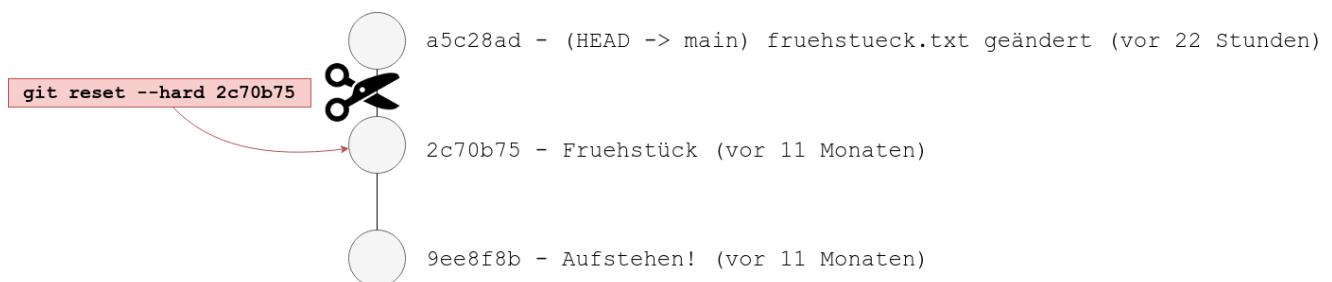 a5c28ad - (HEAD -> main) fruehstueck.txt geändert (vor 22 Stunden)
git reset --hard 2c70b75
2c70b75 - Fruehstück (vor 11 Monaten)
9ee8f8b - Aufstehen! (vor 11 Monaten)